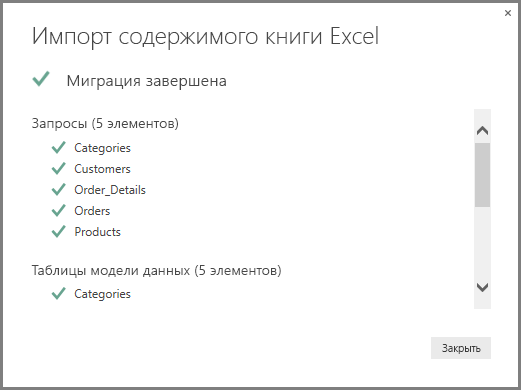 Импорт содержимого книги Excel
Миграция завершена
Запросы (5 элементов)
Categories
Customers
Order_Details
Orders
Products
Таблицы модели данных (5 элементов)
Categories
Закрыть